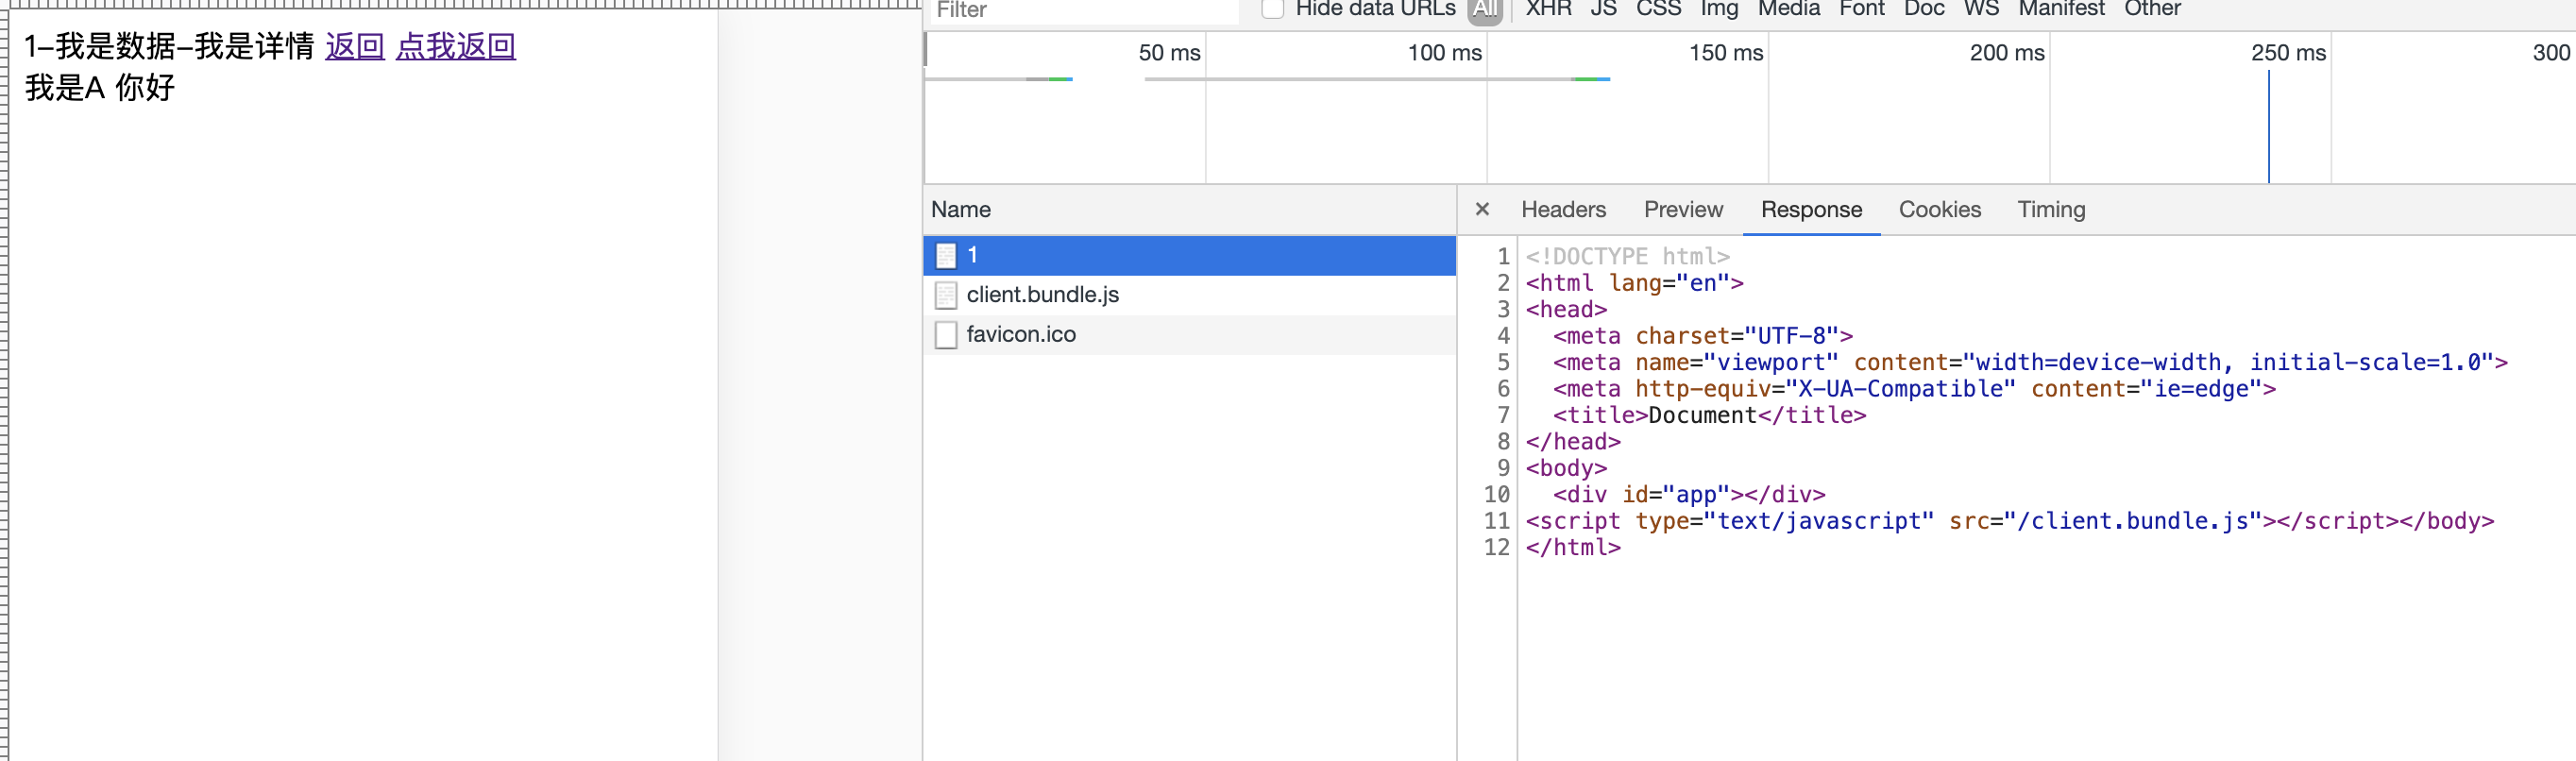 1-我是数据-我是详情 返回 点我返回
我是A 你好
Filter
Hide data URLs All XHR JS CSS Img Media Font Doc WS Manifest Other
50 ms 100 ms 150 ms 200 ms 250 ms 300
Name
1
client.bundle.js
favicon.ico
× Headers Preview Response Cookies Timing
1 <!DOCTYPE html>
2 <html lang="en">
3 <head>
4 <meta charset="UTF-8">
5 <meta name="viewport" content="width=device-width, initial-scale=1.0">
6 <meta http-equiv="X-UA-Compatible" content="ie=edge">
7 <title>Document</title>
8 </head>
9 <body>
10 <div id="app"></div>
11 <script type="text/javascript" src="/client.bundle.js"></script></body>
12 </html>